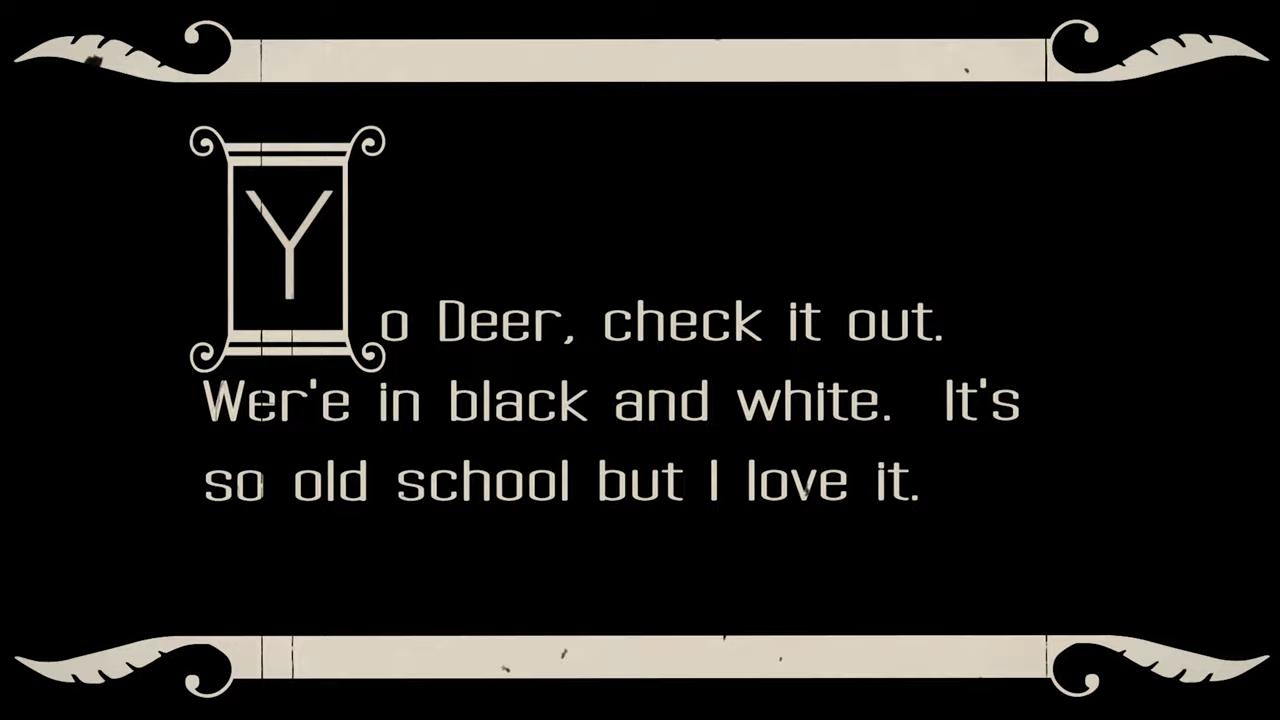 Yo Deer, check it out.
Wer'e in black and white. It's
so old school but I love it.